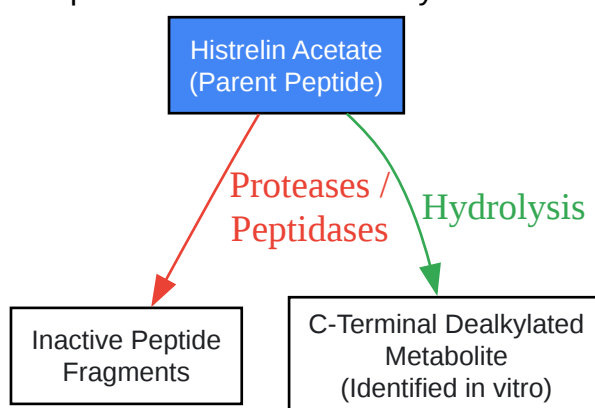 Histrelin Acetate
(Parent Peptide)
Proteases /
Peptidases
Hydrolysis
Inactive Peptide
Fragments
C-Terminal Dealkylated
Metabolite
(Identified in vitro)